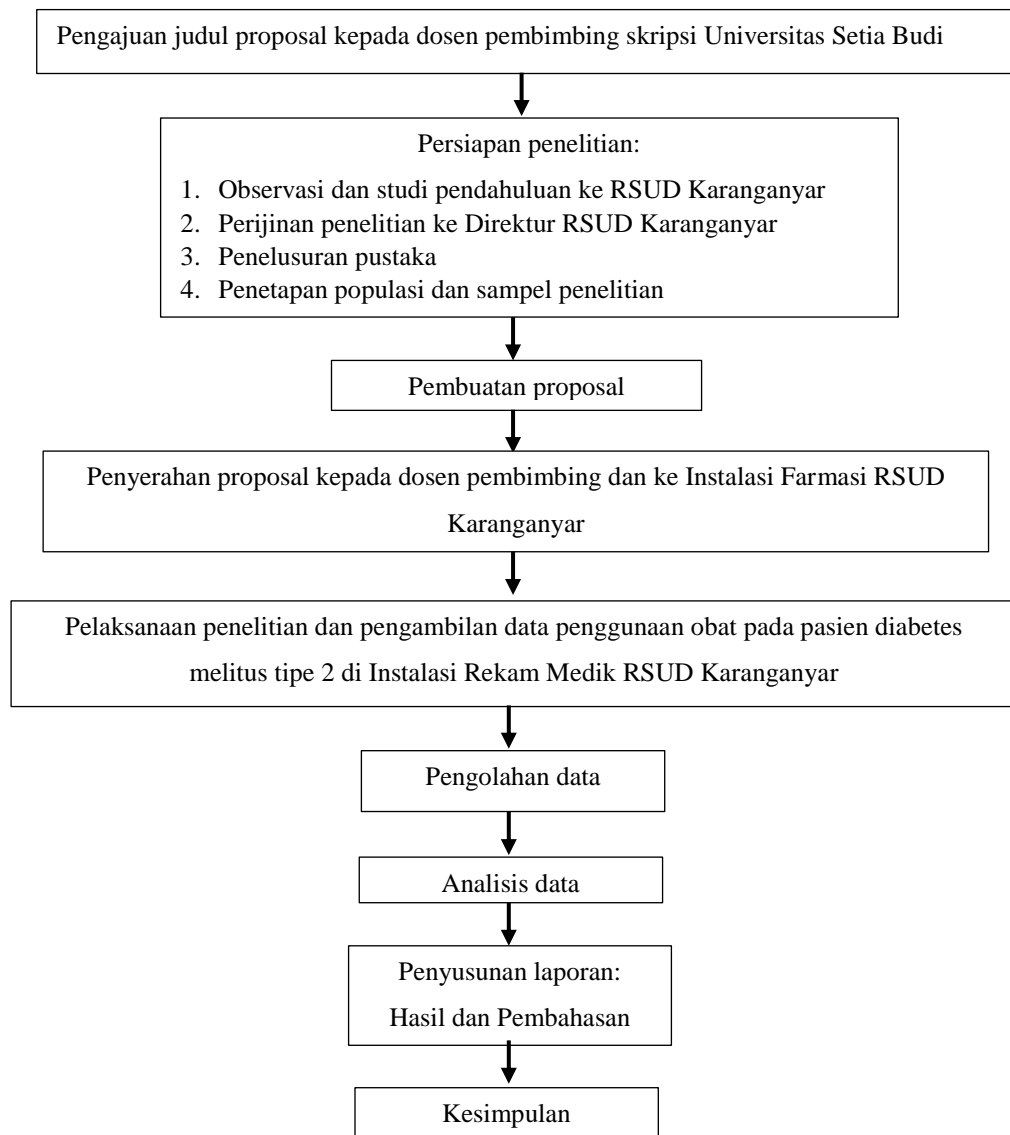 Pengajuan judul proposal kepada dosen pembimbing skripsi Universitas Setia Budi
Persiapan penelitian:
1. Observasi dan studi pendahuluan ke RSUD Karanganyar
2. Perijinan penelitian ke Direktur RSUD Karanganyar
3. Penelusuran pustaka
4. Penetapan populasi dan sampel penelitian
Pembuatan proposal
Penyerahan proposal kepada dosen pembimbing dan ke Instalasi Farmasi RSUD
Karanganyar
Pelaksanaan penelitian dan pengambilan data penggunaan obat pada pasien diabetes
melitus tipe 2 di Instalasi Rekam Medik RSUD Karanganyar
Pengolahan data
Analisis data
Penyusunan laporan:
Hasil dan Pembahasan
Kesimpulan